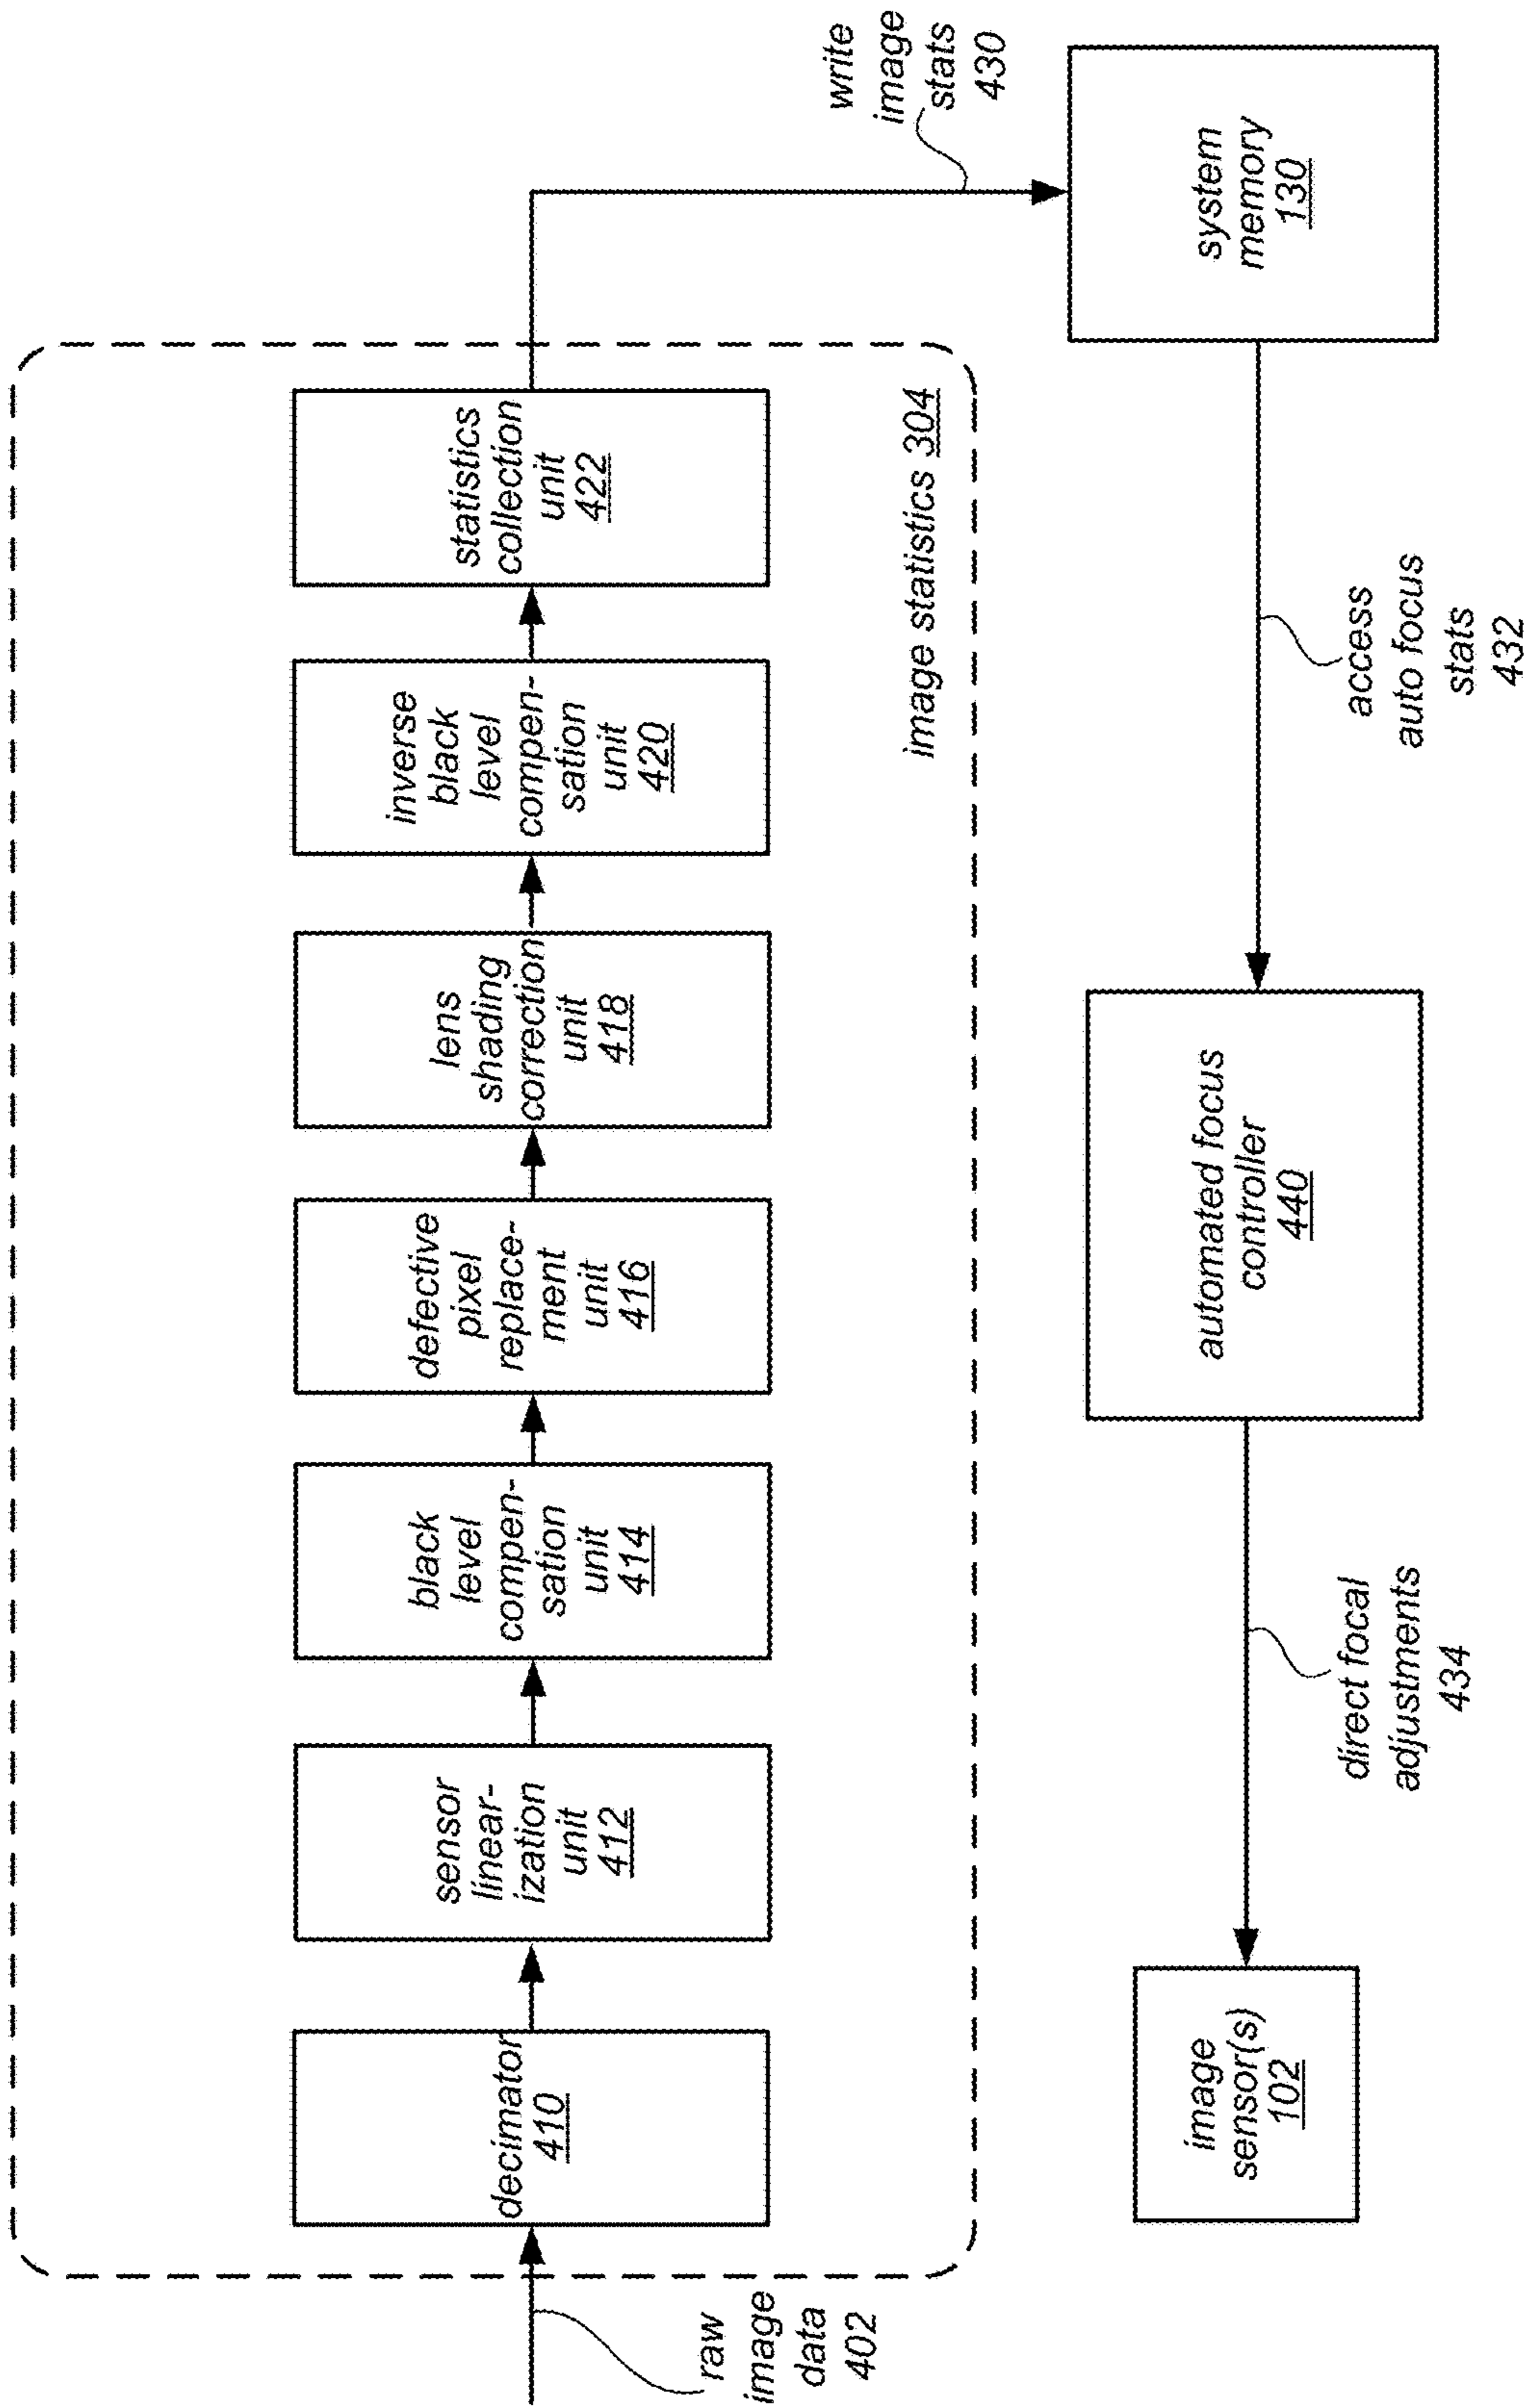 raw
image
data
402
decimator
410
sensor
linear-
ization
unit
412
black
level
compen-
sation
unit
414
defective
pixel
replace-
ment
unit
416
lens
shading
correction
unit
418
inverse
black
level
compen-
sation
unit
420
statistics
collection
unit
422
image statistics 304
write
image
stats
430
system
memory
130
access
auto focus
stats
432
automated focus
controller
440
direct focal
adjustments
434
image
sensor(s)
102